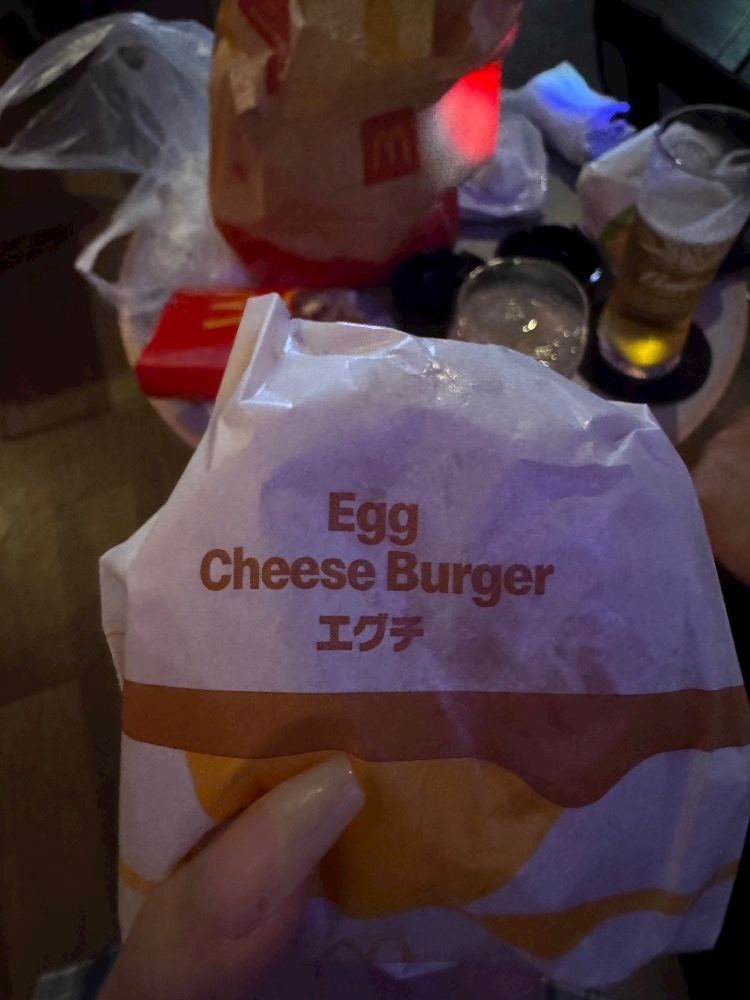 Egg
Cheese Burger
エグチ